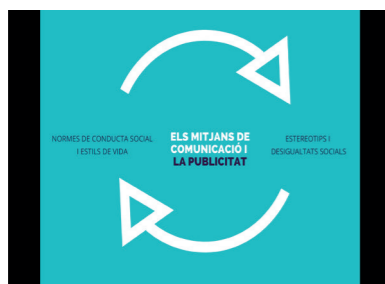 NORMES DE CONDUCTA SOCIAL
I ESTILS DE VIDA
ELS MITJANS DE
COMUNICACIÓ I
LA PUBLICITAT
ESTEREOTIPS I
DESIGUALTATS SOCIALS